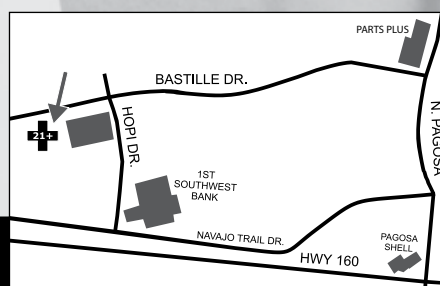 PARTS PLUS
BASTILLE DR.
N. PAGOSA
21+
HOPI DR.
1ST
SOUTHWEST
BANK
NAVAJO TRAIL DR.
PAGOSA
SHELL
HWY 160